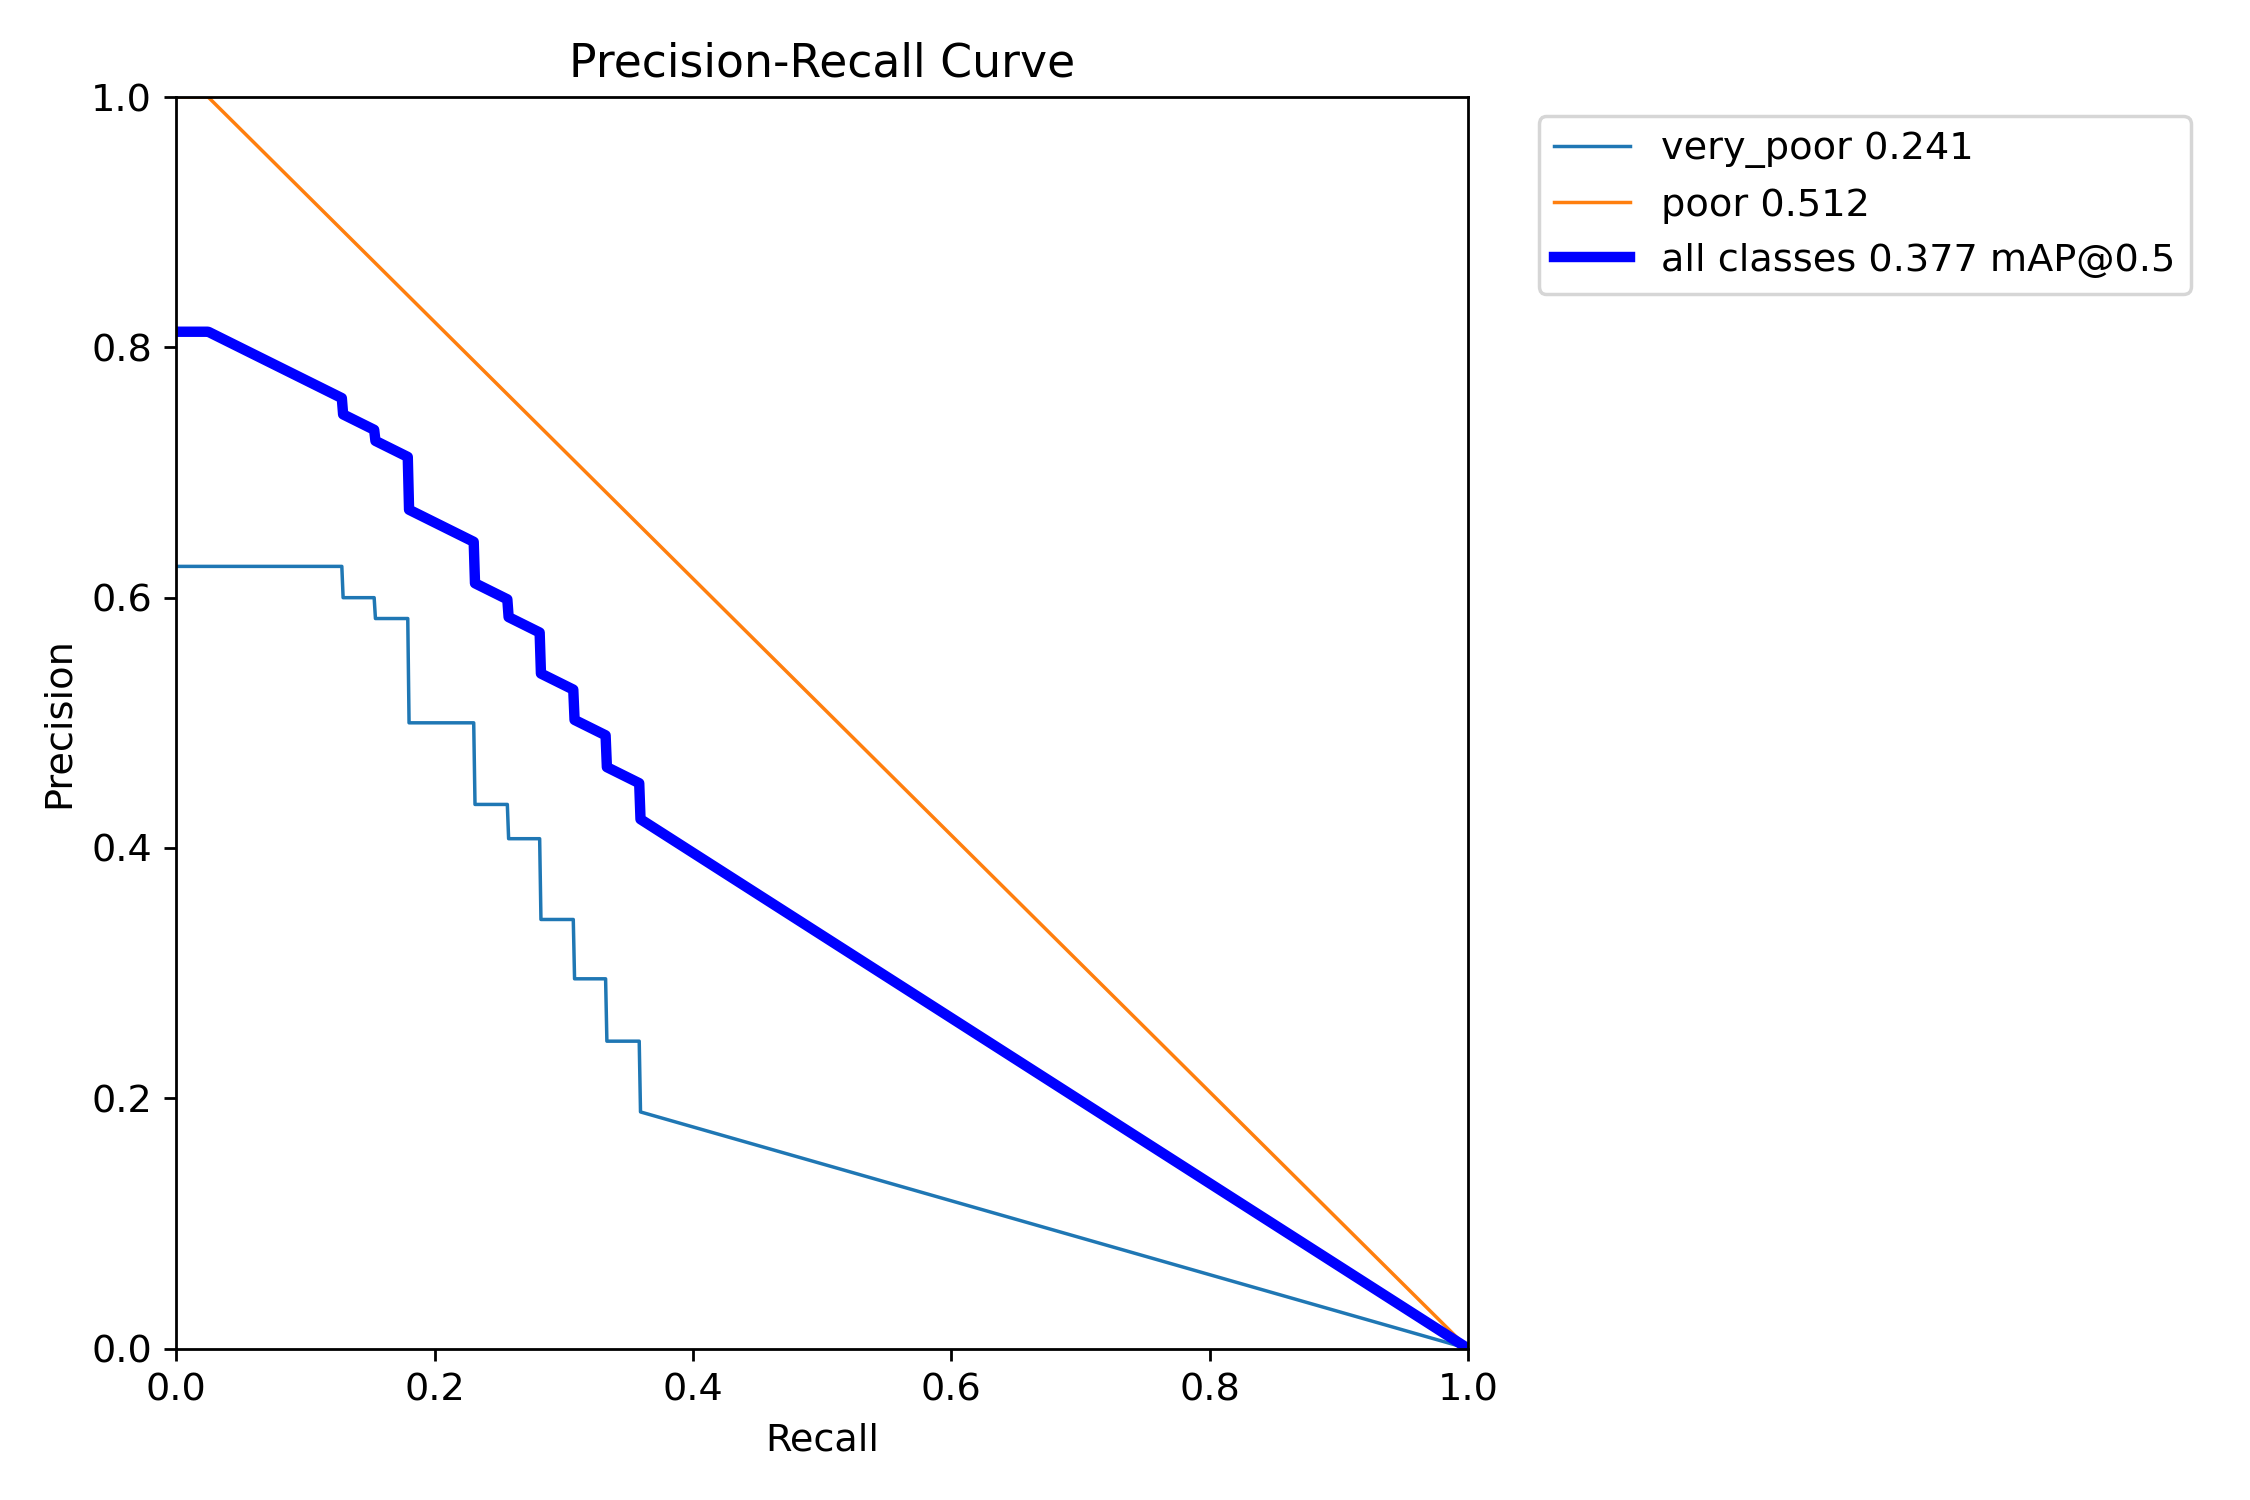 Precision-Recall Curve
1.0
0.8
0.6
0.4
0.2
0.0
Precision
0.0 0.2 0.4 0.6 0.8 1.0
Recall
very_poor 0.241
poor 0.512
all classes 0.377 mAP@0.5